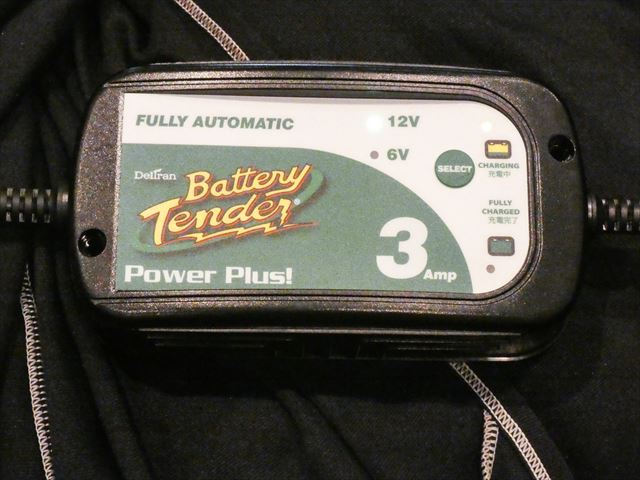 FULLY AUTOMATIC
12V
6V
SELECT
CHARGING
充電中
FULLY
CHARGED
充電完了
Deltran
Battery
Tender®
Power Plus!
3
Amp